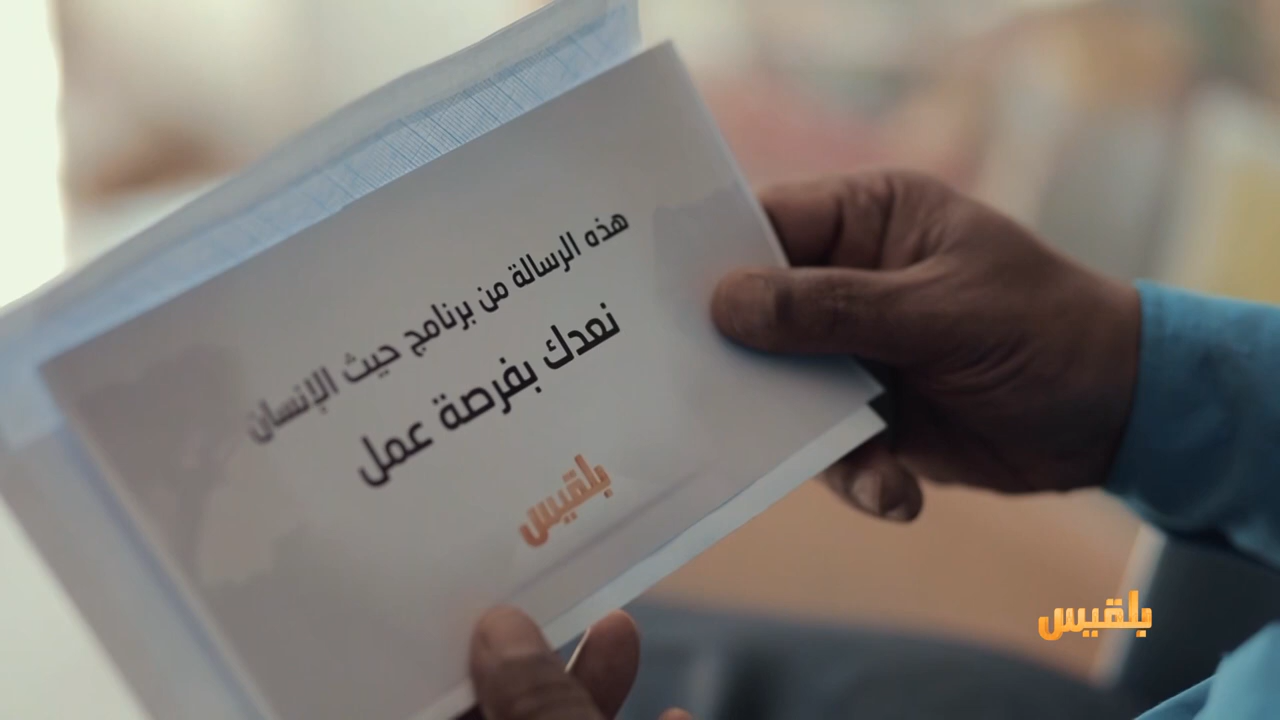 هذه الرسالة من برنامج حيث الإنسان
نعدك بفرصة عمل
بلقيس
بلقيس